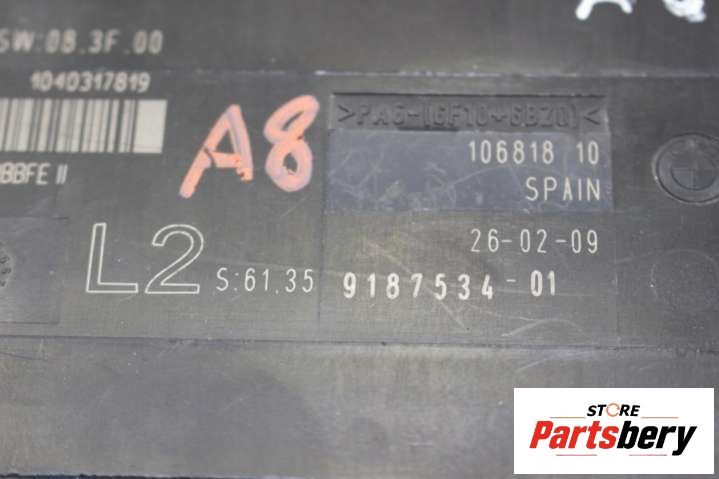 SW:08.3F.00
1040317819
A8
>PA6-(GF10+GBZ0)<
106818 10
SPAIN
BBFE II
26-02-09
L2 S:61.35 9187534-01
STORE
Partsbery